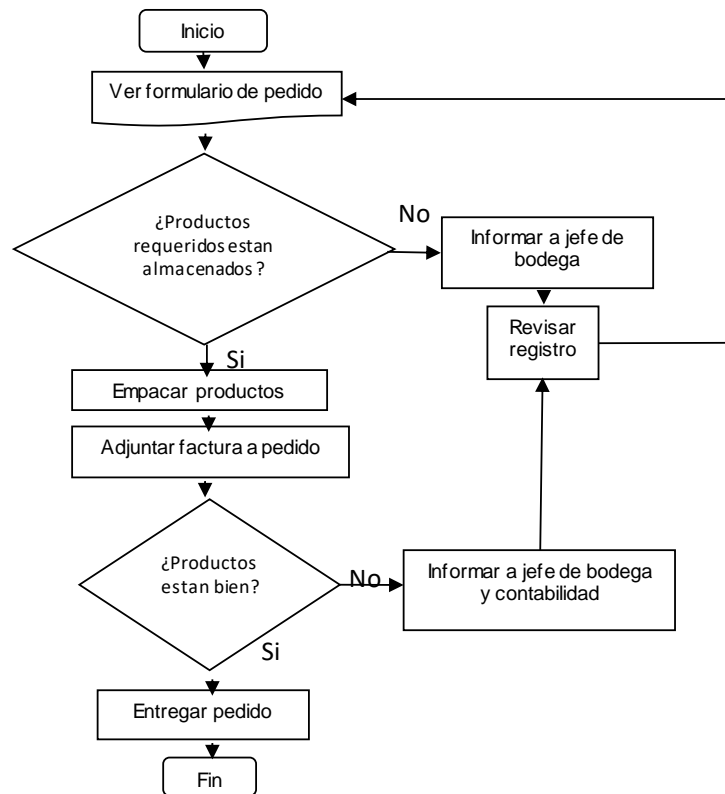 Inicio
Ver formulario de pedido
¿Productos
requeridos estan
almacenados ?
No
Informar a jefe de
bodega
Revisar
registro
Si
Empacar productos
Adjuntar factura a pedido
¿Productos
estan bien?
No
Informar a jefe de bodega
y contabilidad
Si
Entregar pedido
Fin